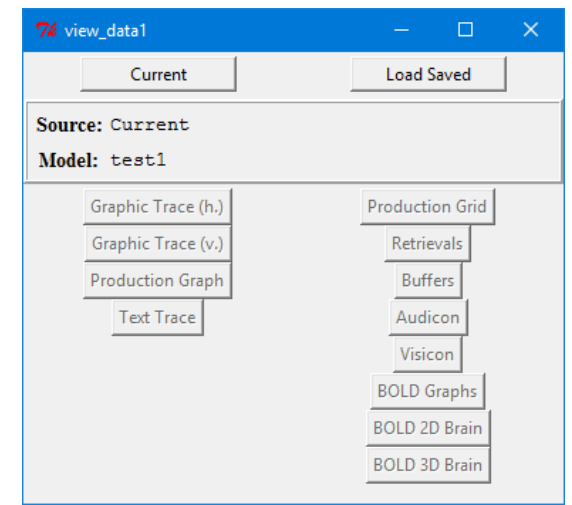 view_data1
Current Load Saved
Source: Current
Model: test1
Graphic Trace (h.) Production Grid
Graphic Trace (v.) Retrievals
Production Graph Buffers
Text Trace Audicon
Visicon
BOLD Graphs
BOLD 2D Brain
BOLD 3D Brain